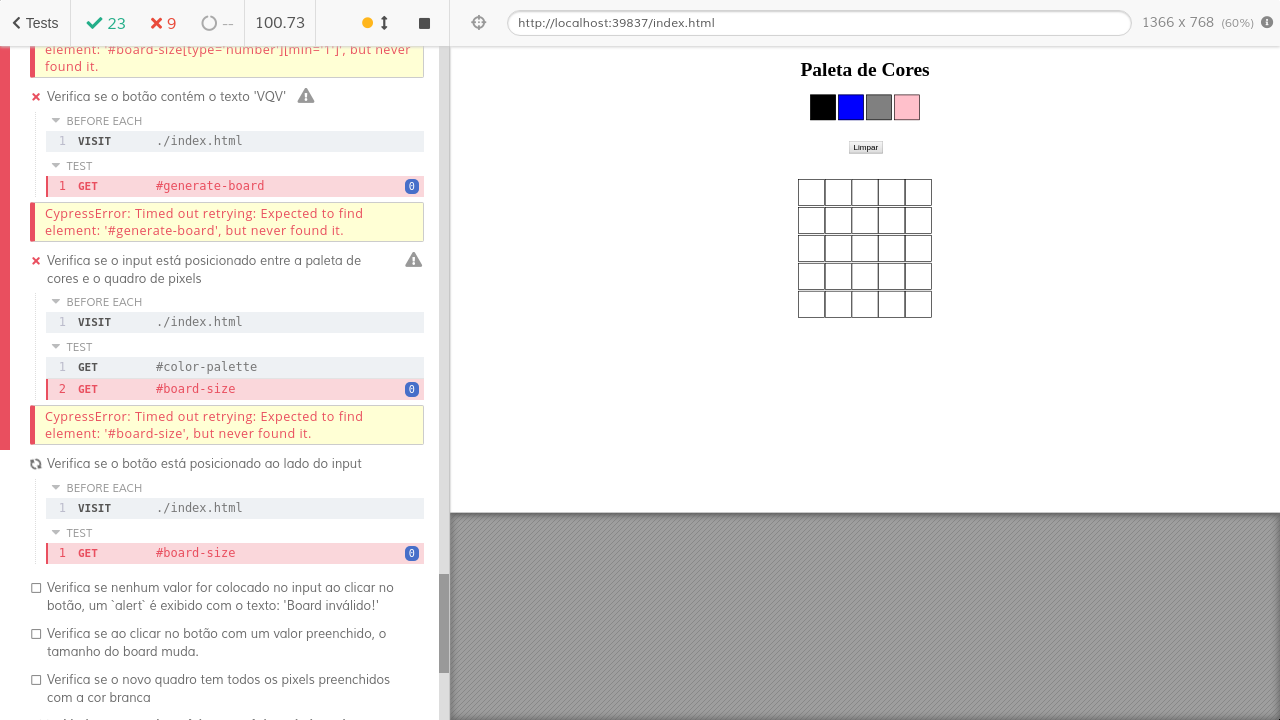 Tests
23
9
--
100.73
http://localhost:39837/index.html
1366 x 768 (60%)
element: '#board-size[type='number'][min='1']', but never
found it.
Verifica se o botão contém o texto 'VQV'
BEFORE EACH
1 VISIT ./index.html
TEST
1 GET #generate-board 0
CypressError: Timed out retrying: Expected to find
element: '#generate-board', but never found it.
Verifica se o input está posicionado entre a paleta de
cores e o quadro de pixels
BEFORE EACH
1 VISIT ./index.html
TEST
1 GET #color-palette
2 GET #board-size 0
CypressError: Timed out retrying: Expected to find
element: '#board-size', but never found it.
Verifica se o botão está posicionado ao lado do input
BEFORE EACH
1 VISIT ./index.html
TEST
1 GET #board-size 0
Verifica se nenhum valor for colocado no input ao clicar no
botão, um `alert` é exibido com o texto: 'Board inválido!'
Verifica se ao clicar no botão com um valor preenchido, o
tamanho do board muda.
Verifica se o novo quadro tem todos os pixels preenchidos
com a cor branca
Paleta de Cores
Limpar